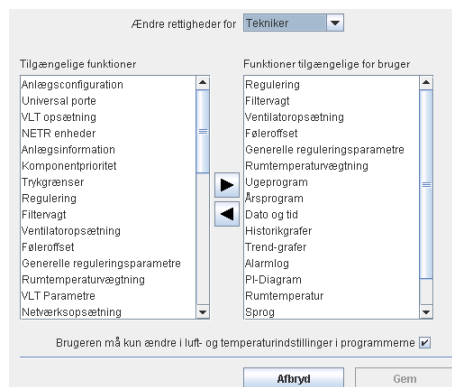 Ændre rettigheder for Tekniker
Tilgængelige funktioner
Anlægsconfiguration
Universal porte
VLT opsætning
NETR enheder
Anlægsinformation
Komponentprioritet
Trykgrænser
Regulering
Filtervagt
Ventilatoropsætning
Føleroffset
Generelle reguleringsparametre
Rumtemperaturvægtning
VLT Parametre
Netværksopsætning
Funktioner tilgængelige for bruger
Regulering
Filtervagt
Ventilatoropsætning
Føleroffset
Generelle reguleringsparametre
Rumtemperaturvægtning
Ugeprogram
Årsprogram
Dato og tid
Historikgrafer
Trend-grafer
Alarmlog
PI-Diagram
Rumtemperatur
Sprog
Brugeren må kun ændre i luft- og temperaturindstillinger i programmerne
Afbryd
Gem